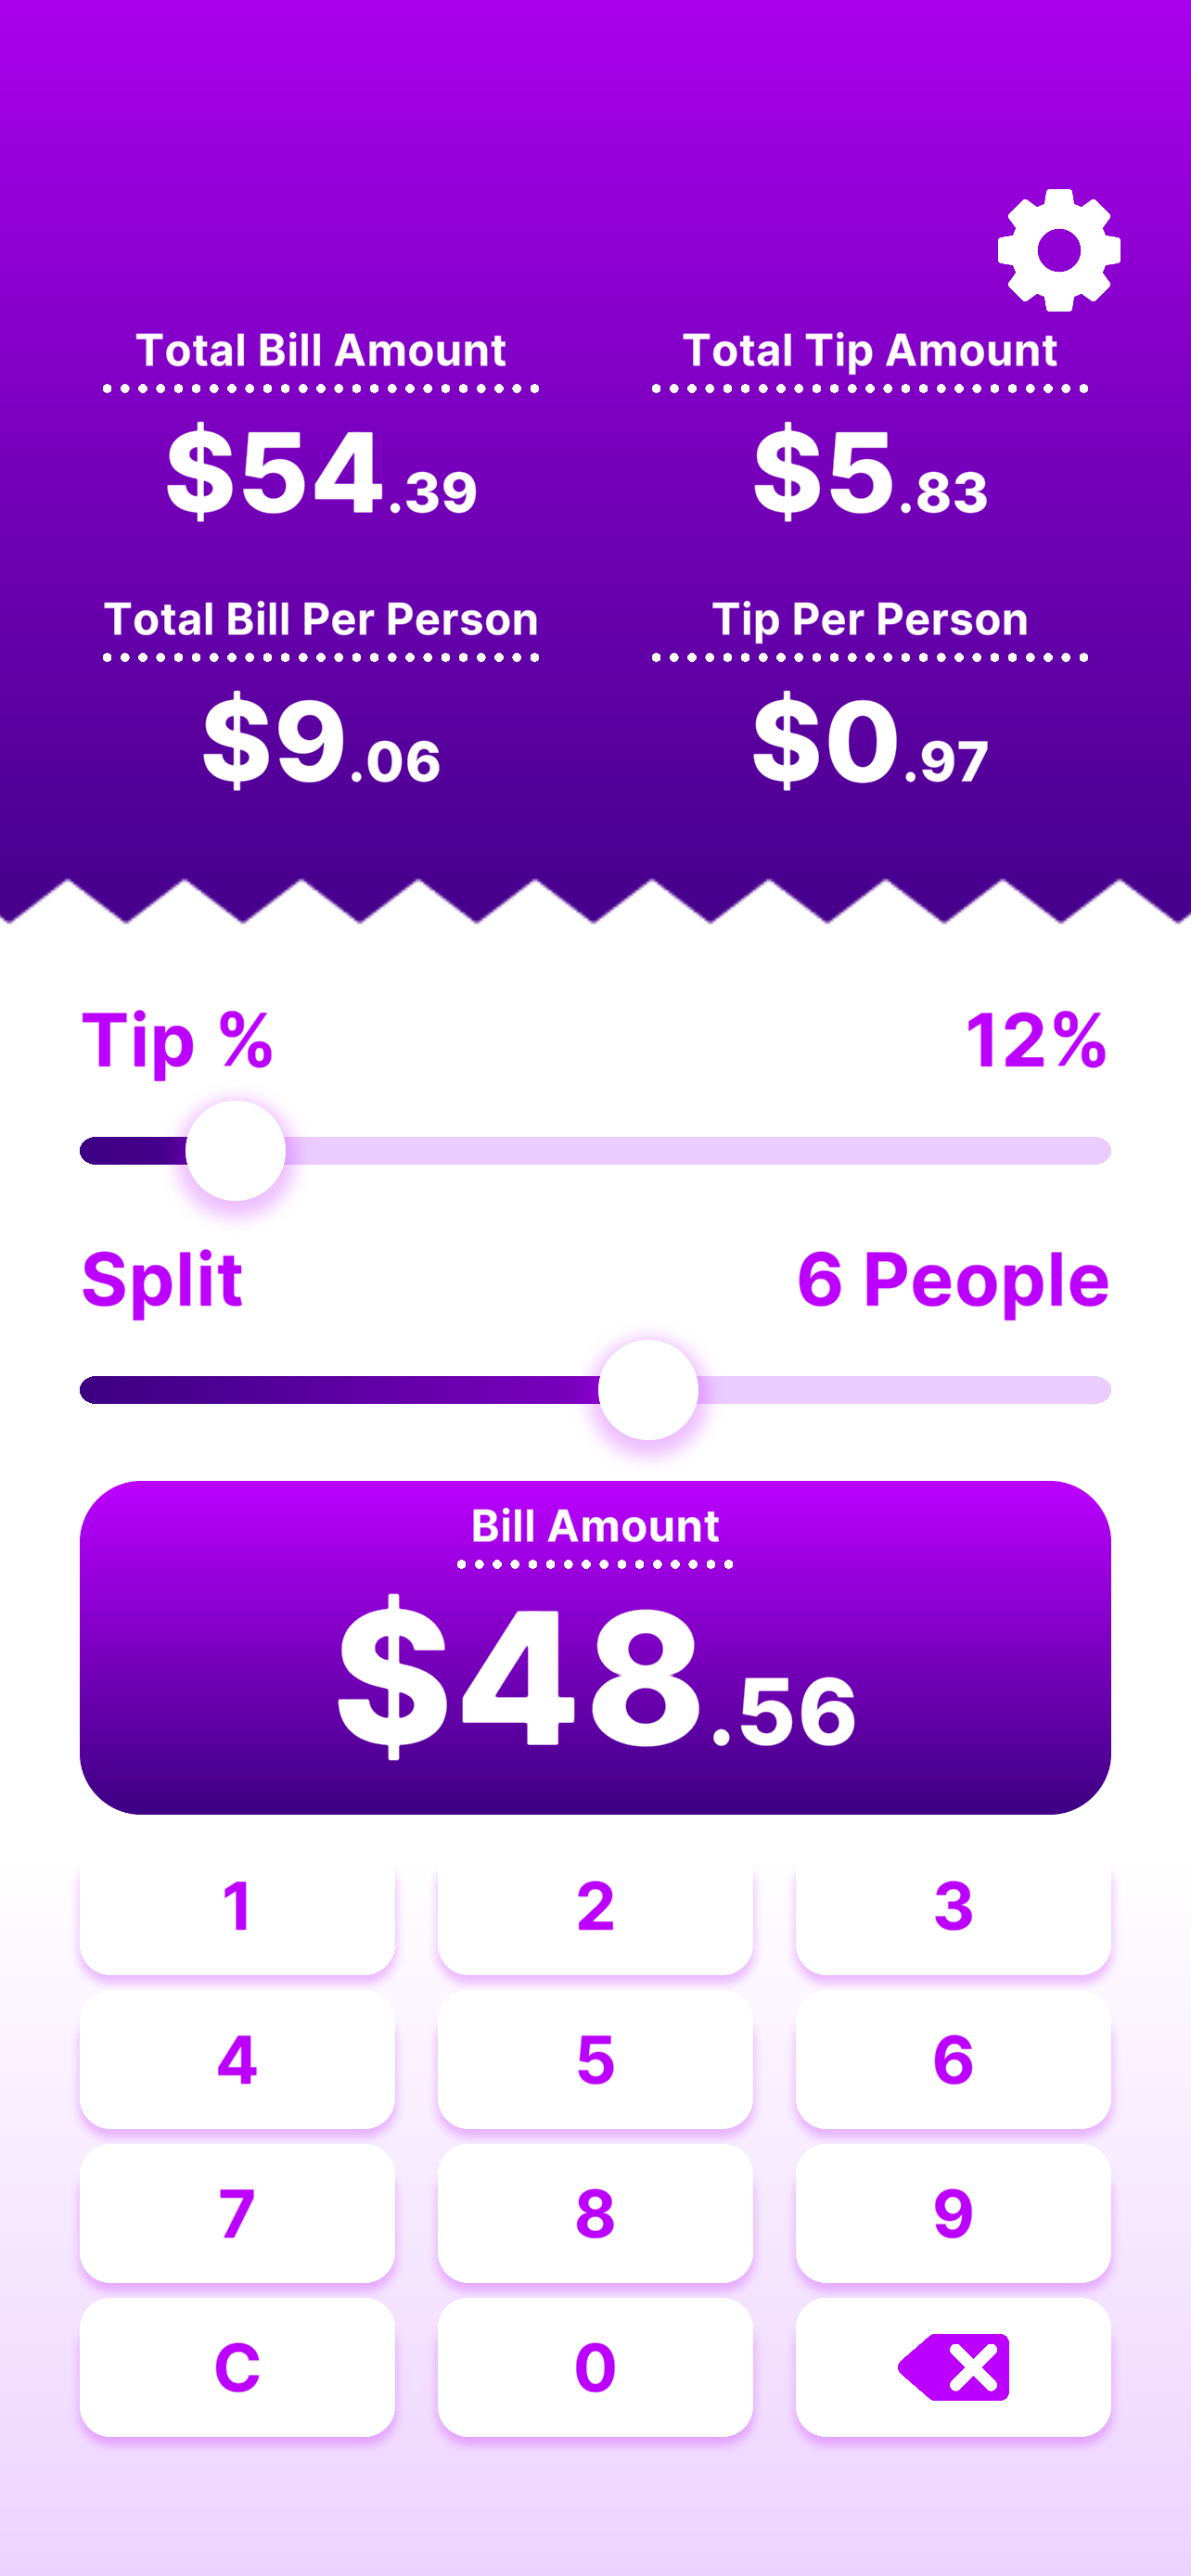 Total Bill Amount
$54.39
Total Tip Amount
$5.83
Total Bill Per Person
$9.06
Tip Per Person
$0.97
Tip % 12%
Split 6 People
Bill Amount
$48.56
1 2 3
4 5 6
7 8 9
C 0